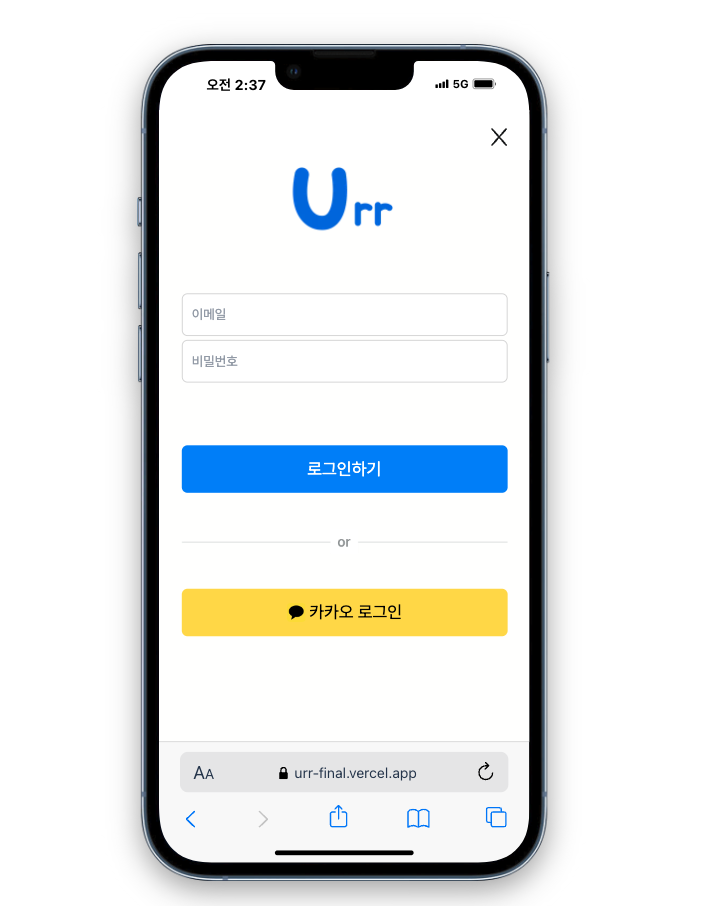 오전 2:37
5G
Urr
이메일
비밀번호
로그인하기
or
카카오 로그인
AA
urr-final.vercel.app